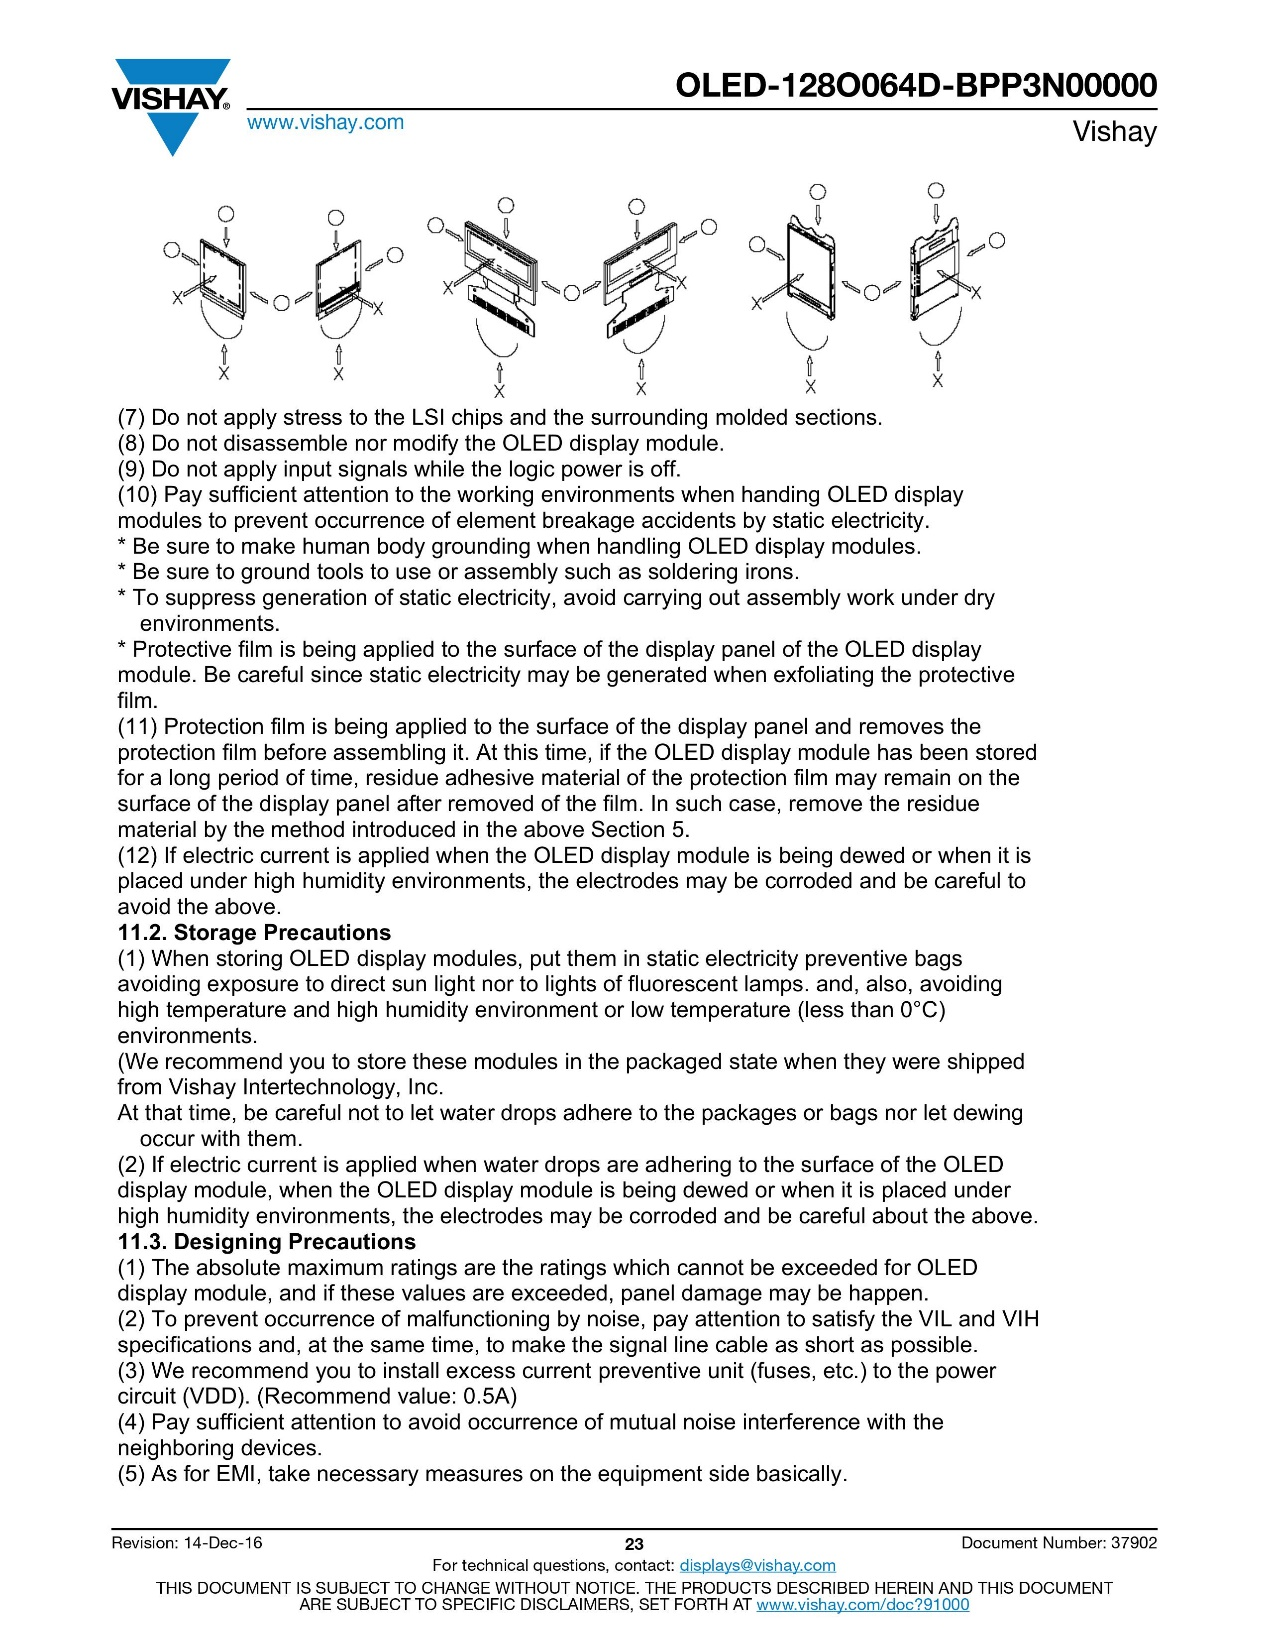 VISHAY®
OLED-128O064D-BPP3N00000
www.vishay.com
Vishay
X
X
X
X
X
X
X
X
X
X
X
X
(7) Do not apply stress to the LSI chips and the surrounding molded sections.
(8) Do not disassemble nor modify the OLED display module.
(9) Do not apply input signals while the logic power is off.
(10) Pay sufficient attention to the working environments when handing OLED display
modules to prevent occurrence of element breakage accidents by static electricity.
* Be sure to make human body grounding when handling OLED display modules.
* Be sure to ground tools to use or assembly such as soldering irons.
* To suppress generation of static electricity, avoid carrying out assembly work under dry
environments.
* Protective film is being applied to the surface of the display panel of the OLED display
module. Be careful since static electricity may be generated when exfoliating the protective
film.
(11) Protection film is being applied to the surface of the display panel and removes the
protection film before assembling it. At this time, if the OLED display module has been stored
for a long period of time, residue adhesive material of the protection film may remain on the
surface of the display panel after removed of the film. In such case, remove the residue
material by the method introduced in the above Section 5.
(12) If electric current is applied when the OLED display module is being dewed or when it is
placed under high humidity environments, the electrodes may be corroded and be careful to
avoid the above.
11.2. Storage Precautions
(1) When storing OLED display modules, put them in static electricity preventive bags
avoiding exposure to direct sun light nor to lights of fluorescent lamps. and, also, avoiding
high temperature and high humidity environment or low temperature (less than 0°C)
environments.
(We recommend you to store these modules in the packaged state when they were shipped
from Vishay Intertechnology, Inc.
At that time, be careful not to let water drops adhere to the packages or bags nor let dewing
occur with them.
(2) If electric current is applied when water drops are adhering to the surface of the OLED
display module, when the OLED display module is being dewed or when it is placed under
high humidity environments, the electrodes may be corroded and be careful about the above.
11.3. Designing Precautions
(1) The absolute maximum ratings are the ratings which cannot be exceeded for OLED
display module, and if these values are exceeded, panel damage may be happen.
(2) To prevent occurrence of malfunctioning by noise, pay attention to satisfy the VIL and VIH
specifications and, at the same time, to make the signal line cable as short as possible.
(3) We recommend you to install excess current preventive unit (fuses, etc.) to the power
circuit (VDD). (Recommend value: 0.5A)
(4) Pay sufficient attention to avoid occurrence of mutual noise interference with the
neighboring devices.
(5) As for EMI, take necessary measures on the equipment side basically.
Revision: 14-Dec-16
23
Document Number: 37902
For technical questions, contact: displays@vishay.com
THIS DOCUMENT IS SUBJECT TO CHANGE WITHOUT NOTICE. THE PRODUCTS DESCRIBED HEREIN AND THIS DOCUMENT
ARE SUBJECT TO SPECIFIC DISCLAIMERS, SET FORTH AT www.vishay.com/doc?91000